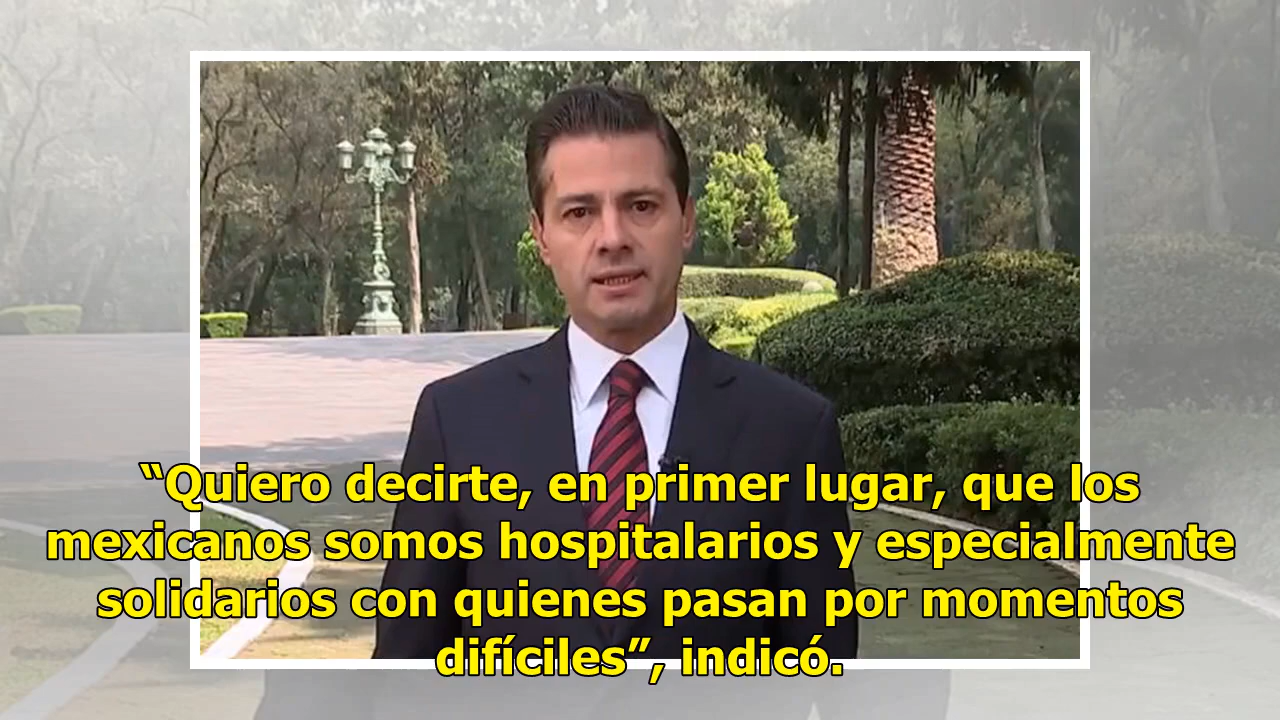 “Quiero decirte, en primer lugar, que los
mexicanos somos hospitalarios y especialmente
solidarios con quienes pasan por momentos
difíciles”, indicó.